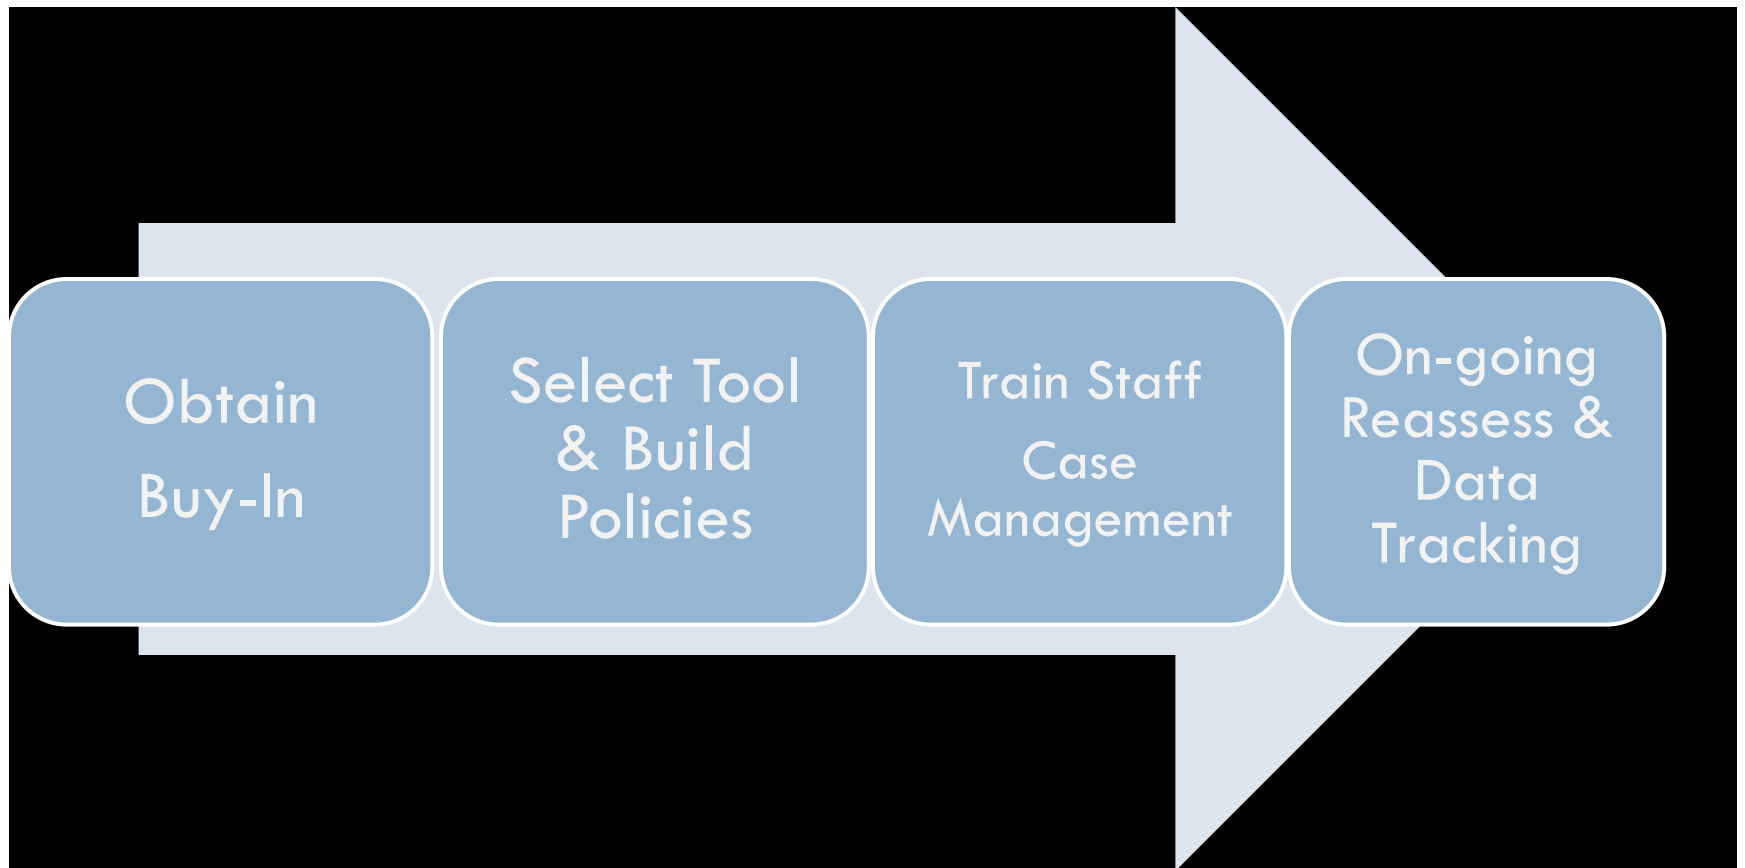 Obtain
Buy-In
Select Tool
& Build
Policies
Train Staff
Case
Management
On-going
Reassess &
Data
Tracking